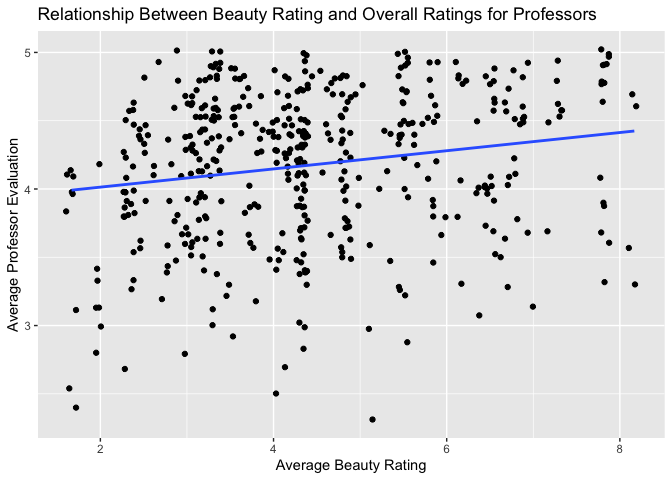 Relationship Between Beauty Rating and Overall Ratings for Professors
5
4
3
Average Professor Evaluation
2
4
6
8
Average Beauty Rating